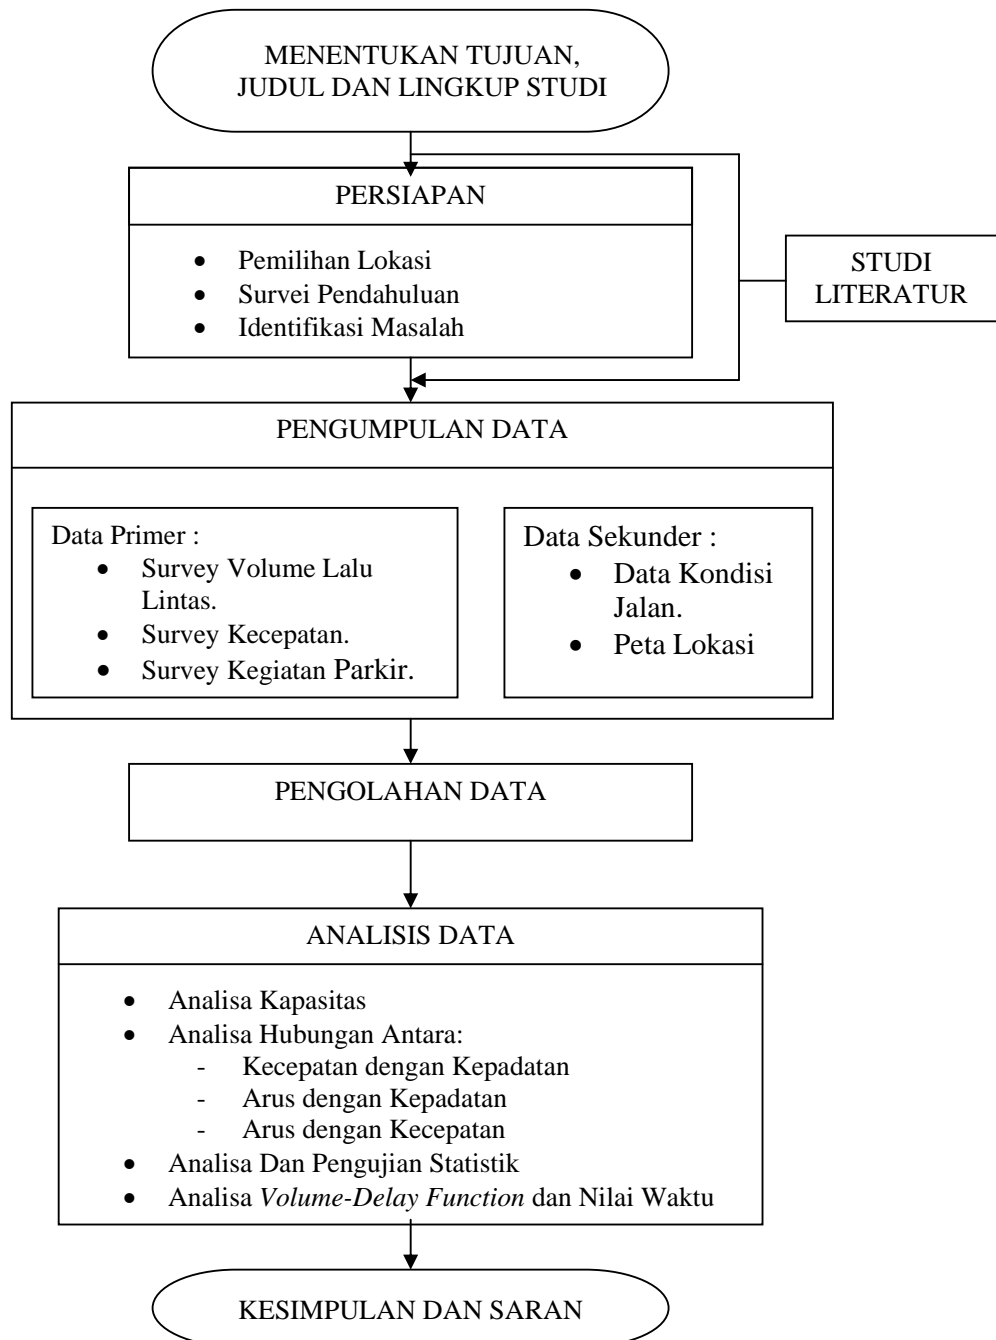 MENENTUKAN TUJUAN,
JUDUL DAN LINGKUP STUDI
PERSIAPAN
• Pemilihan Lokasi
• Survei Pendahuluan
• Identifikasi Masalah
STUDI
LITERATUR
PENGUMPULAN DATA
Data Primer :
• Survey Volume Lalu
Lintas.
• Survey Kecepatan.
• Survey Kegiatan Parkir.
Data Sekunder :
• Data Kondisi
Jalan.
• Peta Lokasi
PENGOLAHAN DATA
ANALISIS DATA
• Analisa Kapasitas
• Analisa Hubungan Antara:
- Kecepatan dengan Kepadatan
- Arus dengan Kepadatan
- Arus dengan Kecepatan
• Analisa Dan Pengujian Statistik
• Analisa Volume-Delay Function dan Nilai Waktu
KESIMPULAN DAN SARAN